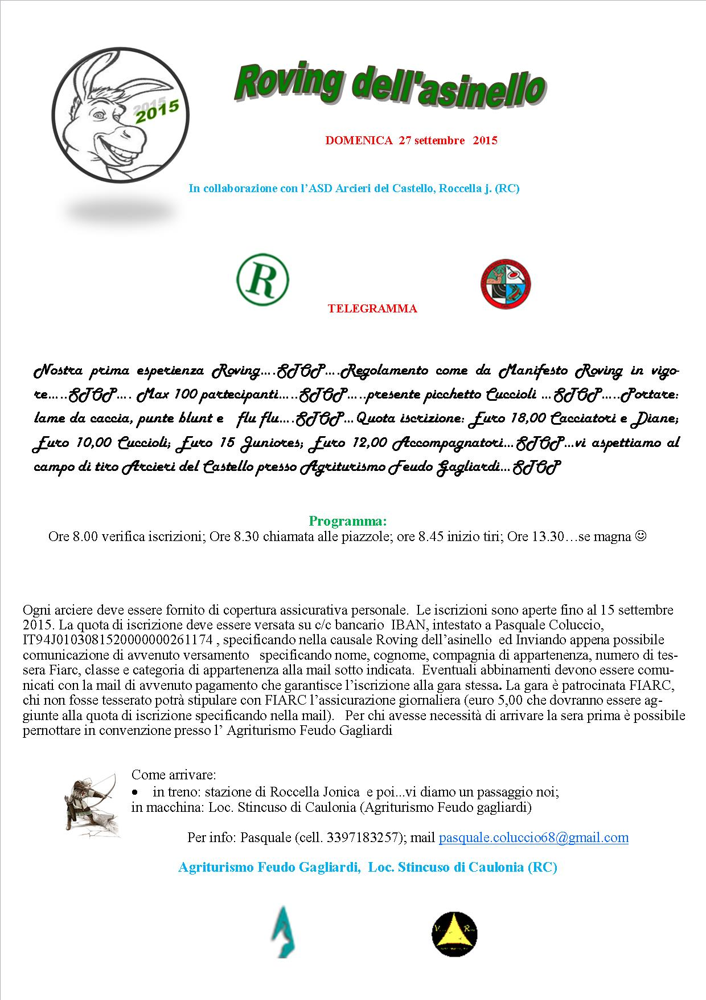 2015
2015
Roving dell'asinello
DOMENICA 27 settembre 2015
In collaborazione con l’ASD Arcieri del Castello, Roccella j. (RC)
R
TELEGRAMMA
Nostra prima esperienza Roving….STOP….Regolamento come da Manifesto Roving in vigo-
re…..STOP…. Max 100 partecipanti…..STOP…..presente picchetto Cuccioli …STOP…..Portare:
lame da caccia, punte blunt e flu flu….STOP…Quota iscrizione: Euro 18,00 Cacciatori e Diane;
Euro 10,00 Cuccioli; Euro 15 Juniores; Euro 12,00 Accompagnatori…STOP…vi aspettiamo al
campo di tiro Arcieri del Castello presso Agriturismo Feudo Gagliardi…STOP
Programma:
Ore 8.00 verifica iscrizioni; Ore 8.30 chiamata alle piazzole; ore 8.45 inizio tiri; Ore 13.30…se magna ☺
Ogni arciere deve essere fornito di copertura assicurativa personale. Le iscrizioni sono aperte fino al 15 settembre
2015. La quota di iscrizione deve essere versata su c/c bancario IBAN, intestato a Pasquale Coluccio,
IT94J0103081520000000261174 , specificando nella causale Roving dell’asinello ed Inviando appena possibile
comunicazione di avvenuto versamento specificando nome, cognome, compagnia di appartenenza, numero di tes-
sera Fiarc, classe e categoria di appartenenza alla mail sotto indicata. Eventuali abbinamenti devono essere comu-
nicati con la mail di avvenuto pagamento che garantisce l’iscrizione alla gara stessa. La gara è patrocinata FIARC,
chi non fosse tesserato potrà stipulare con FIARC l’assicurazione giornaliera (euro 5,00 che dovranno essere ag-
giunte alla quota di iscrizione specificando nella mail). Per chi avesse necessità di arrivare la sera prima è possibile
pernottare in convenzione presso l’ Agriturismo Feudo Gagliardi
Come arrivare:
• in treno: stazione di Roccella Jonica e poi...vi diamo un passaggio noi;
in macchina: Loc. Stincuso di Caulonia (Agriturismo Feudo gagliardi)
Per info: Pasquale (cell. 3397183257); mail pasquale.coluccio68@gmail.com
Agriturismo Feudo Gagliardi, Loc. Stincuso di Caulonia (RC)